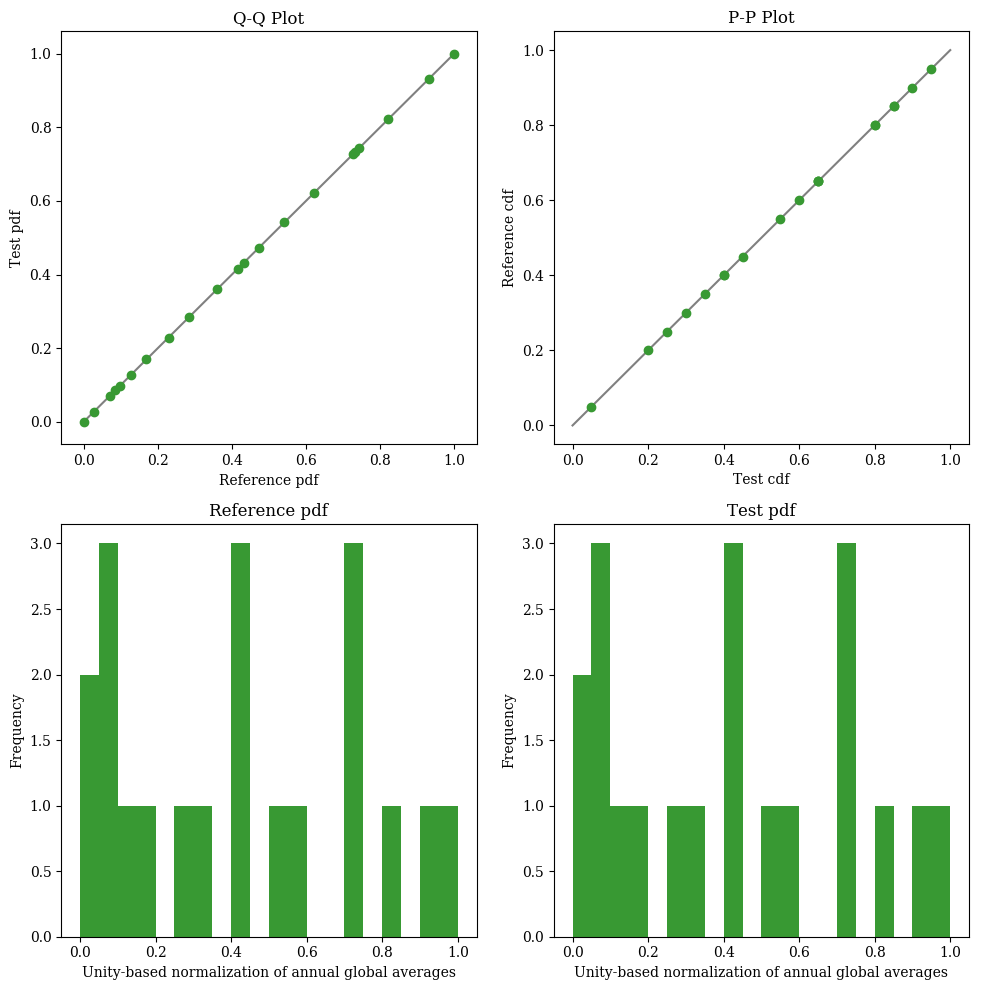 Q-Q Plot
Test pdf
1.0
0.8
0.6
0.4
0.2
0.0
0.0 0.2 0.4 0.6 0.8 1.0
Reference pdf
P-P Plot
Reference cdf
1.0
0.8
0.6
0.4
0.2
0.0
0.0 0.2 0.4 0.6 0.8 1.0
Test cdf
Reference pdf
Frequency
3.0
2.5
2.0
1.5
1.0
0.5
0.0
0.0 0.2 0.4 0.6 0.8 1.0
Unity-based normalization of annual global averages
Test pdf
Frequency
3.0
2.5
2.0
1.5
1.0
0.5
0.0
0.0 0.2 0.4 0.6 0.8 1.0
Unity-based normalization of annual global averages